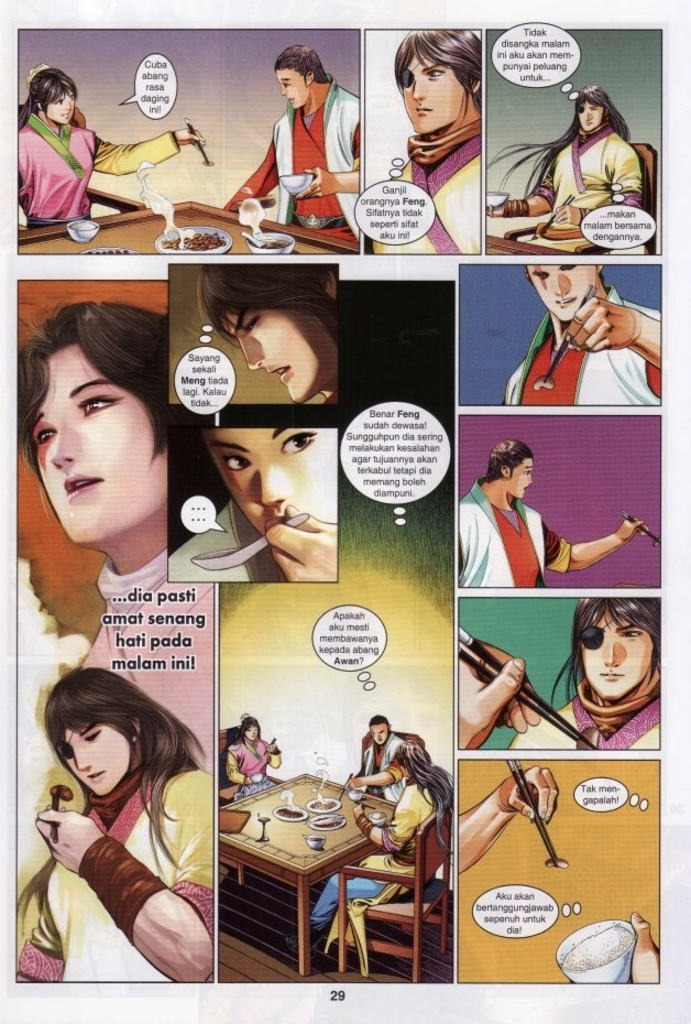 Cuba
abang
rasa
daging
ini!
Ganjil
orangnya Feng.
Sifatnya tidak
seperti sifat
aku ini!
Tidak
disangka malam
ini aku akan mem-
punyai peluang
untuk...
...makan
malam bersama
dengannya.
Sayang
sekali
Meng tiada
lagi. Kalau
tidak...
...
...
...dia pasti
amat senang
hati pada
malam ini!
Benar Feng
sudah dewasa!
Sungguhpun dia sering
melakukan kesalahan
agar tujuannya akan
terkabul tetapi dia
memang boleh
diampuni.
Apakah
aku mesti
membawanya
kepada abang
Awan?
Tak men-
gapalah!
Aku akan
bertanggungjawab
sepenuh untuk
dia!
29